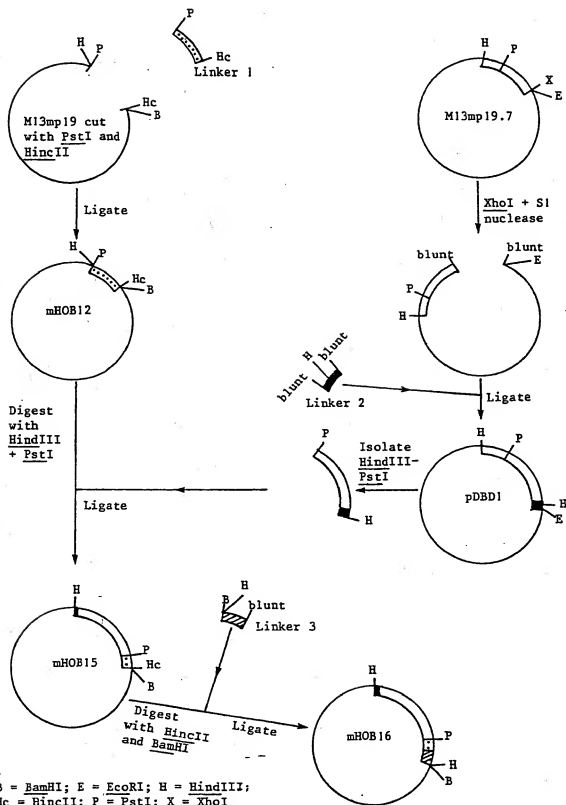 P
H
P
Hc
Linker 1
Hc
B
M13mp19 cut
with PstI and
HincII
Ligate
H
P
X
E
M13mp19.7
XhoI + S1
nuclease
H
P
Hc
B
mHOB12
blunt
blunt
E
P
H
H
blunt
blunt
Linker 2
Ligate
Digest
with
HindIII
+ PstI
Ligate
P
H
Isolate
HindIII-
PstI
H
P
H
E
pDBD1
H
P
Hc
B
mHOB15
B
H
blunt
Linker 3
Digest
with HincII
and BamHI
Ligate
H
P
H
B
mHOB16
B = BamHI; E = EcoRI; H = HindIII;
Hc = HincII; P = PstI; X = XhoI